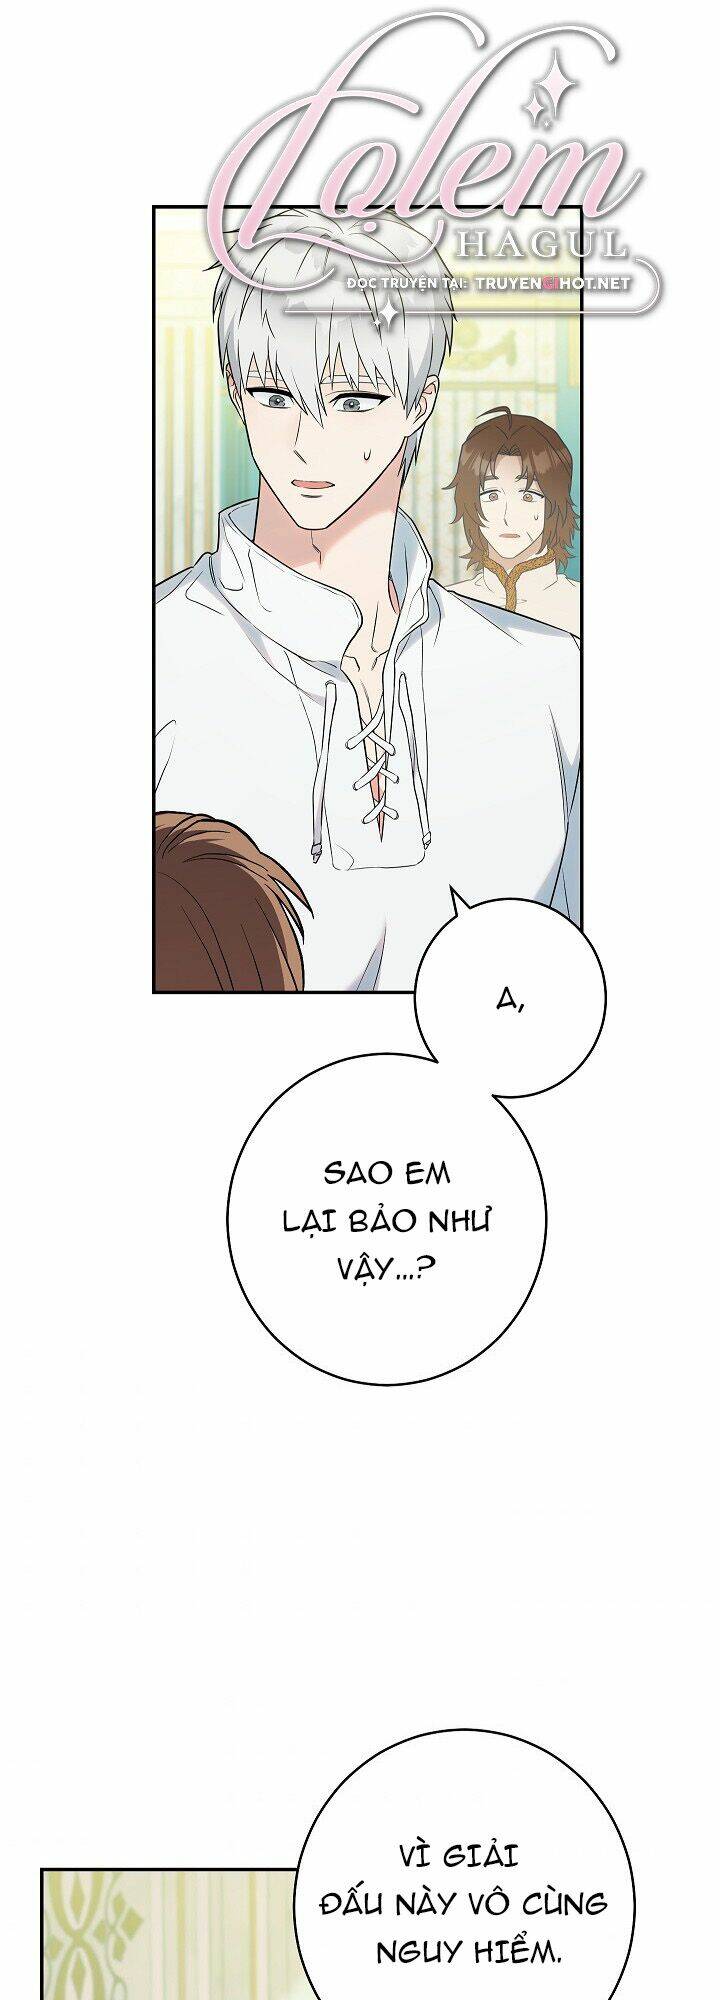 Lọlem
HAGUL
ĐỌC TRUYỆN TẠI: TRUYENGIHOT.NET
A,
SAO EM
LẠI BẢO NHƯ
VẬY...?
VÌ GIẢI
ĐẤU NÀY VÔ CÙNG
NGUY HIỂM.